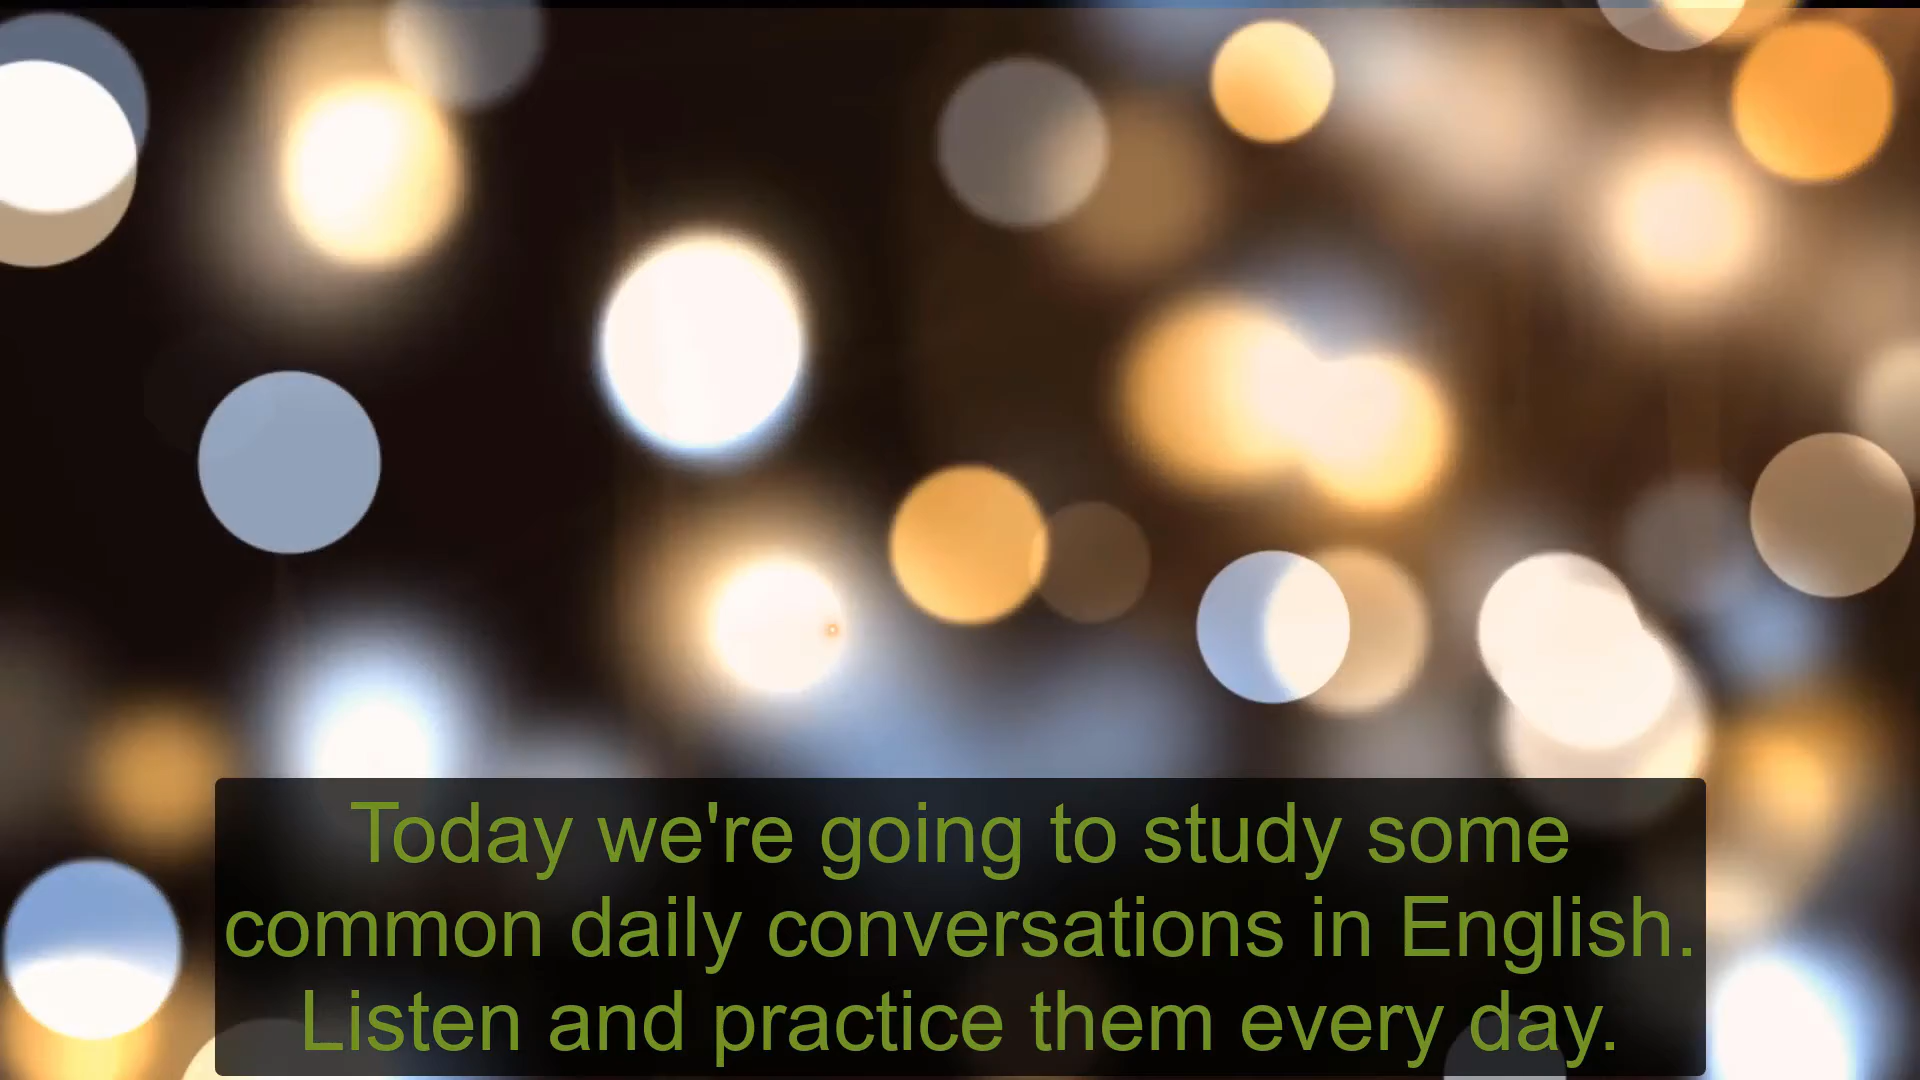 Today we're going to study some
common daily conversations in English.
Listen and practice them every day.